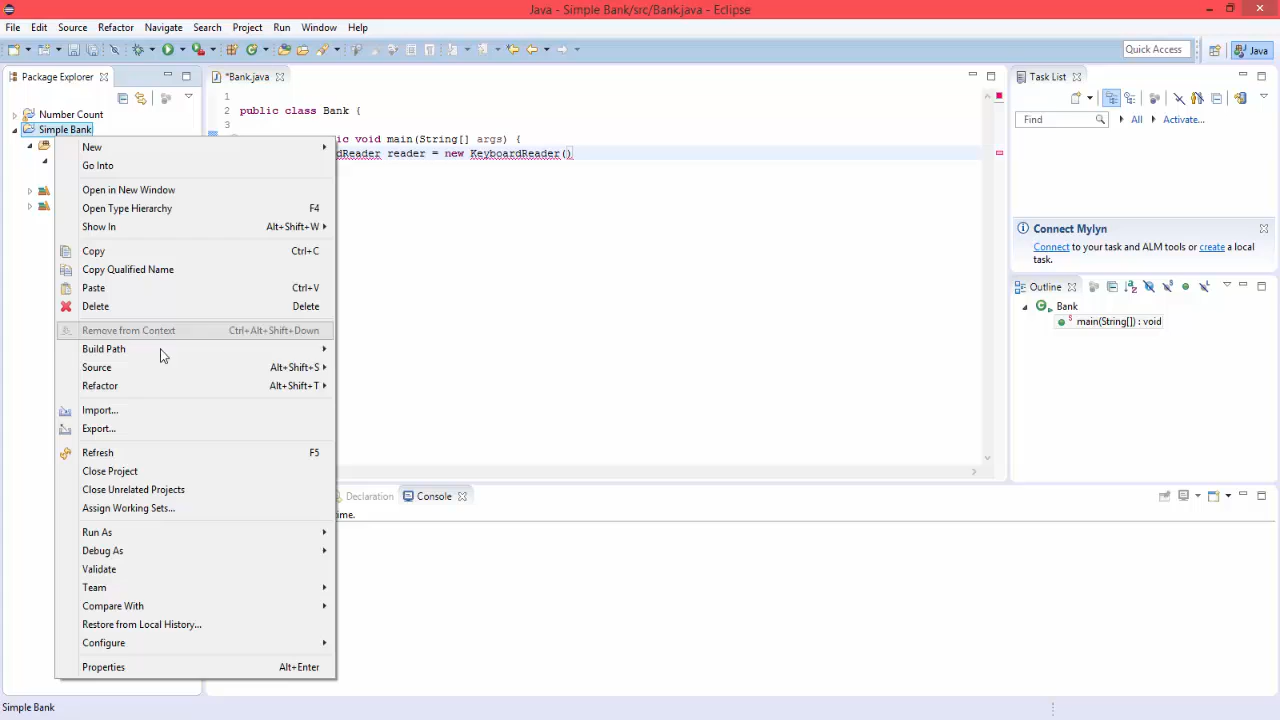 Java - Simple Bank/src/Bank.java - Eclipse
File Edit Source Refactor Navigate Search Project Run Window Help
Quick Access
Java
Package Explorer
Number Count
Simple Bank
New
Go Into
Open in New Window
Open Type Hierarchy F4
Show In Alt+Shift+W
Copy Ctrl+C
Copy Qualified Name
Paste Ctrl+V
Delete Delete
Remove from Context Ctrl+Alt+Shift+Down
Build Path
Source Alt+Shift+S
Refactor Alt+Shift+T
Import...
Export...
Refresh F5
Close Project
Close Unrelated Projects
Assign Working Sets...
Run As
Debug As
Validate
Team
Compare With
Restore from Local History...
Configure
Properties Alt+Enter
*Bank.java
1
2 public class Bank {
3
ic void main(String[] args) {
dReader reader = new KeyboardReader()
Declaration
Console
ime.
Task List
Find
All
Activate...
Connect Mylyn
Connect to your task and ALM tools or create a local
task.
Outline
Bank
main(String[]) : void
Simple Bank